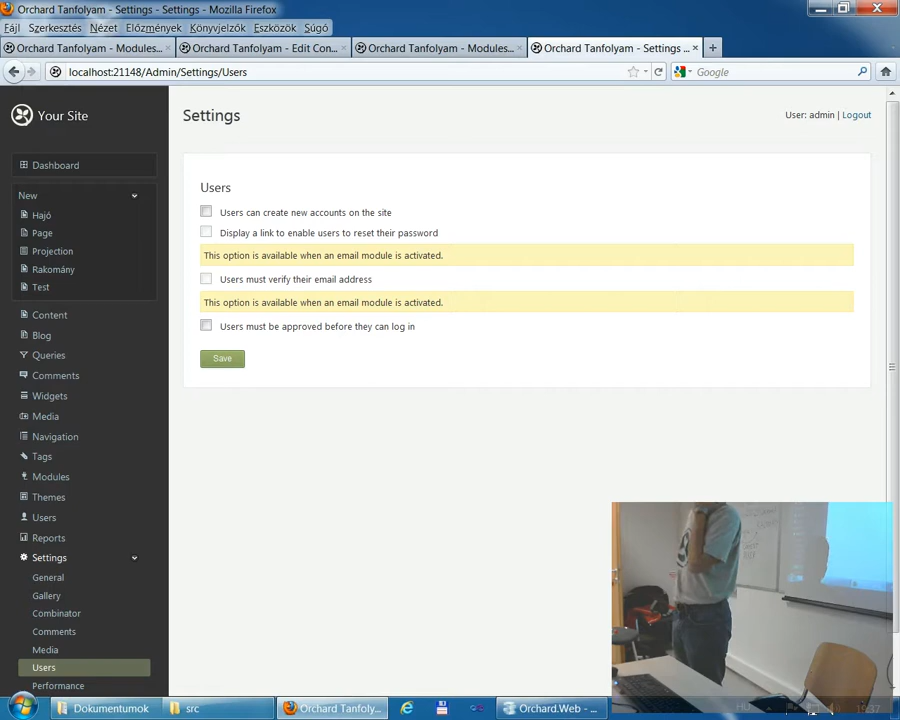 Orchard Tanfolyam - Settings - Settings - Mozilla Firefox
Fájl Szerkesztés Nézet Előzmények Könyvjelzők Eszközök Súgó
Orchard Tanfolyam - Modules...
Orchard Tanfolyam - Edit Con...
Orchard Tanfolyam - Modules...
Orchard Tanfolyam - Settings ...
localhost:21148/Admin/Settings/Users
Google
Your Site
Settings
User: admin | Logout
Dashboard
New
Hajó
Page
Projection
Rakomány
Test
Content
Blog
Queries
Comments
Widgets
Media
Navigation
Tags
Modules
Themes
Users
Reports
Settings
General
Gallery
Combinator
Comments
Media
Users
Performance
Users
Users can create new accounts on the site
Display a link to enable users to reset their password
This option is available when an email module is activated.
Users must verify their email address
This option is available when an email module is activated.
Users must be approved before they can log in
Save
Dokumentumok
src
Orchard Tanfoly...
Orchard.Web - ...
HU
19:37